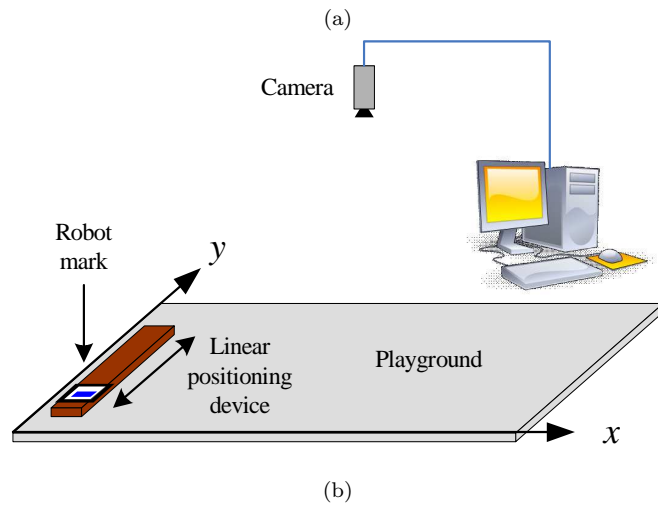 (a)
Camera
Robot
mark
y
Linear
positioning
device
Playground
x
(b)